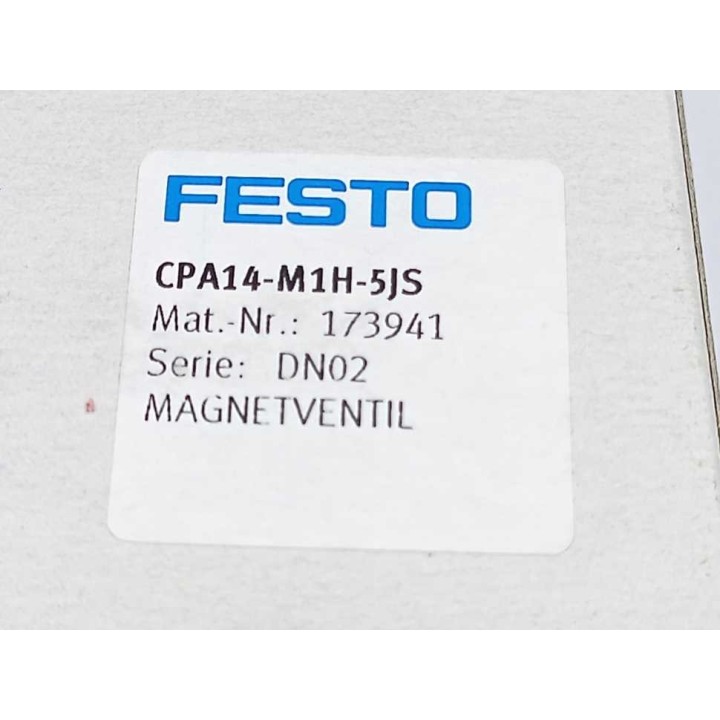 FESTO
CPA14-M1H-5JS
Mat.-Nr.: 173941
Serie: DN02
MAGNETVENTIL